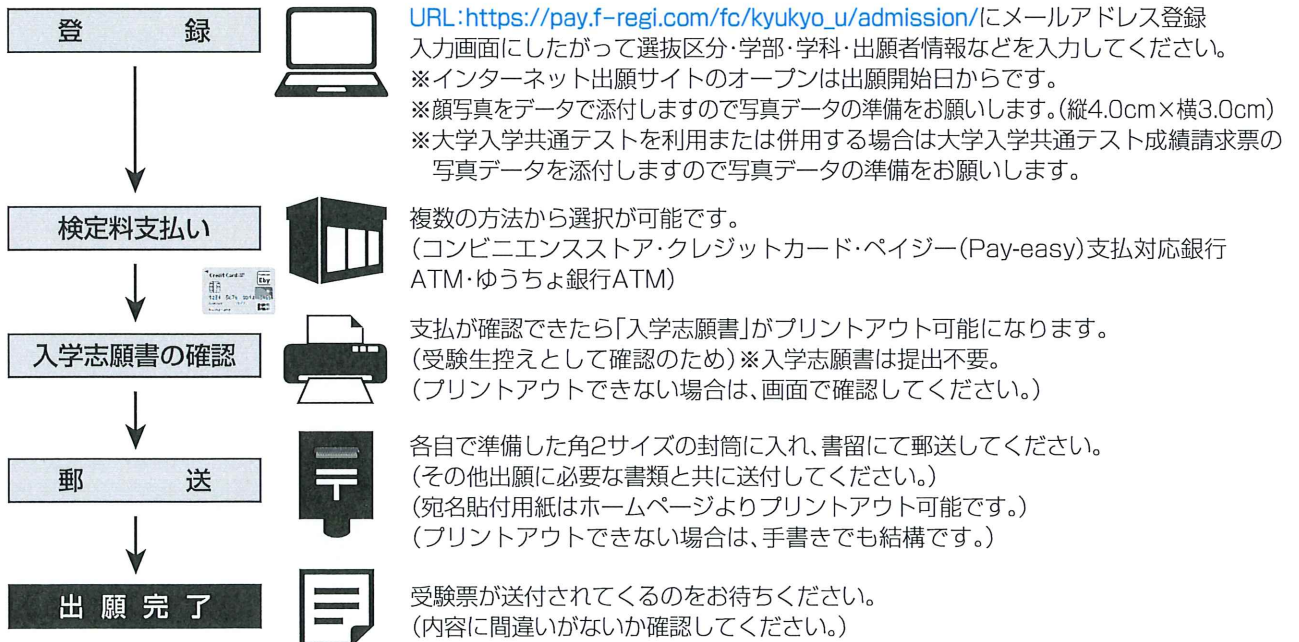 登録
URL:https://pay.f-regi.com/fc/kyukyo_u/admission/にメールアドレス登録
入力画面にしたがって選抜区分・学部・学科・出願者情報などを入力してください。
※インターネット出願サイトのオープンは出願開始日からです。
※顔写真をデータで添付しますので写真データの準備をお願いします。(縦4.0cm×横3.0cm)
※大学入学共通テストを利用または併用する場合は大学入学共通テスト成績請求票の
写真データを添付しますので写真データの準備をお願いします。
検定料支払い
複数の方法から選択が可能です。
(コンビニエンスストア・クレジットカード・ペイジー(Pay-easy)支払対応銀行
ATM・ゆうちょ銀行ATM)
Credit Card
入学志願書の確認
支払が確認できたら「入学志願書」がプリントアウト可能になります。
(受験生控えとして確認のため)※入学志願書は提出不要。
(プリントアウトできない場合は、画面で確認してください。)
郵送
各自で準備した角2サイズの封筒に入れ、書留にて郵送してください。
(その他出願に必要な書類と共に送付してください。)
(宛名貼付用紙はホームページよりプリントアウト可能です。)
(プリントアウトできない場合は、手書きでも結構です。)
出願完了
受験票が送付されてくるのをお待ちください。
(内容に間違いがないか確認してください。)